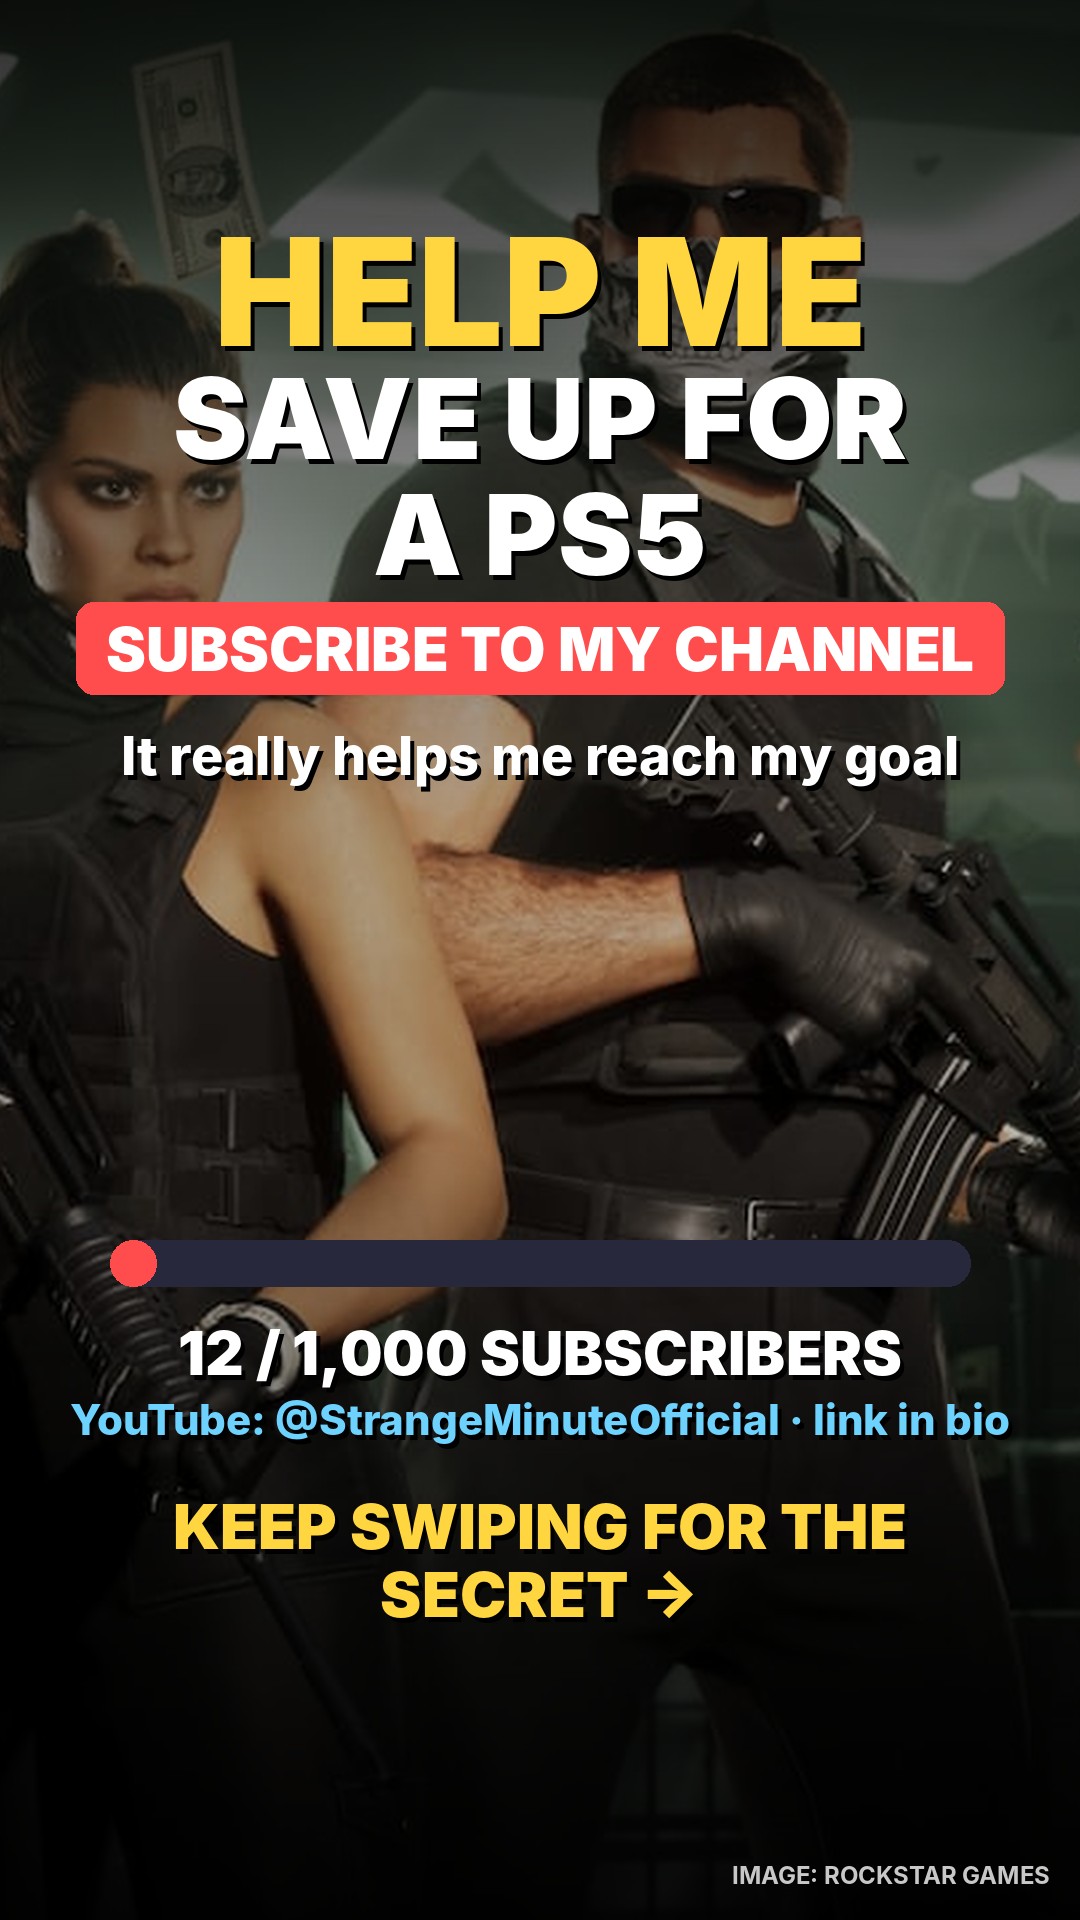 HELP ME
SAVE UP FOR
A PS5
SUBSCRIBE TO MY CHANNEL
It really helps me reach my goal
12 / 1,000 SUBSCRIBERS
YouTube: @StrangeMinuteOfficial · link in bio
KEEP SWIPING FOR THE
SECRET →
IMAGE: ROCKSTAR GAMES